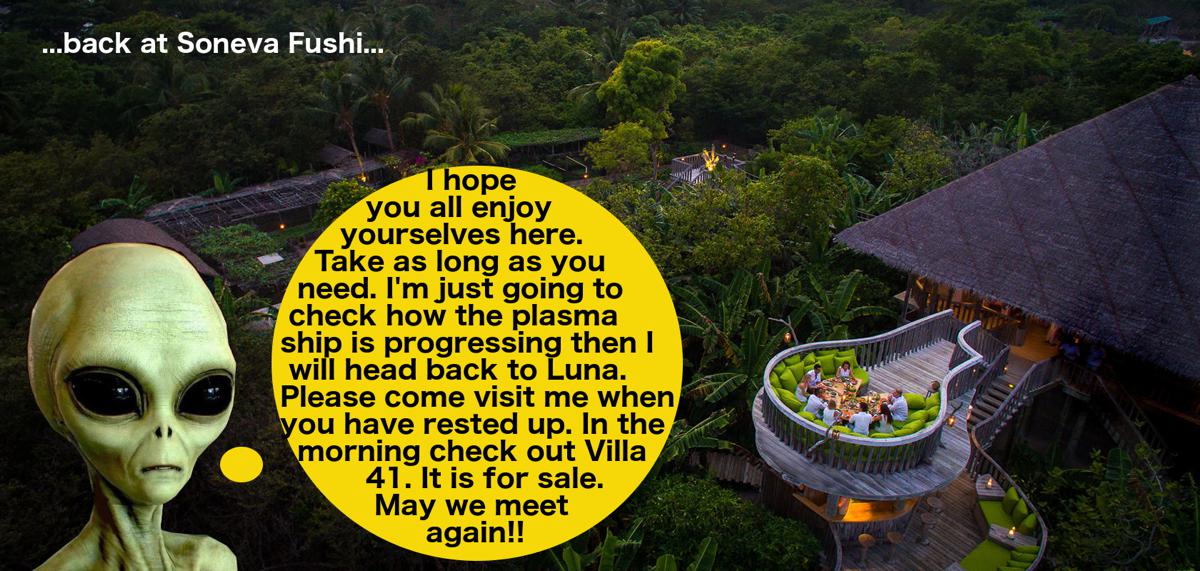 ...back at Soneva Fushi...
I hope
you all enjoy
yourselves here.
Take as long as you
need. I'm just going to
check how the plasma
ship is progressing then I
will head back to Luna.
Please come visit me when
you have rested up. In the
morning check out Villa
41. It is for sale.
May we meet
again!!